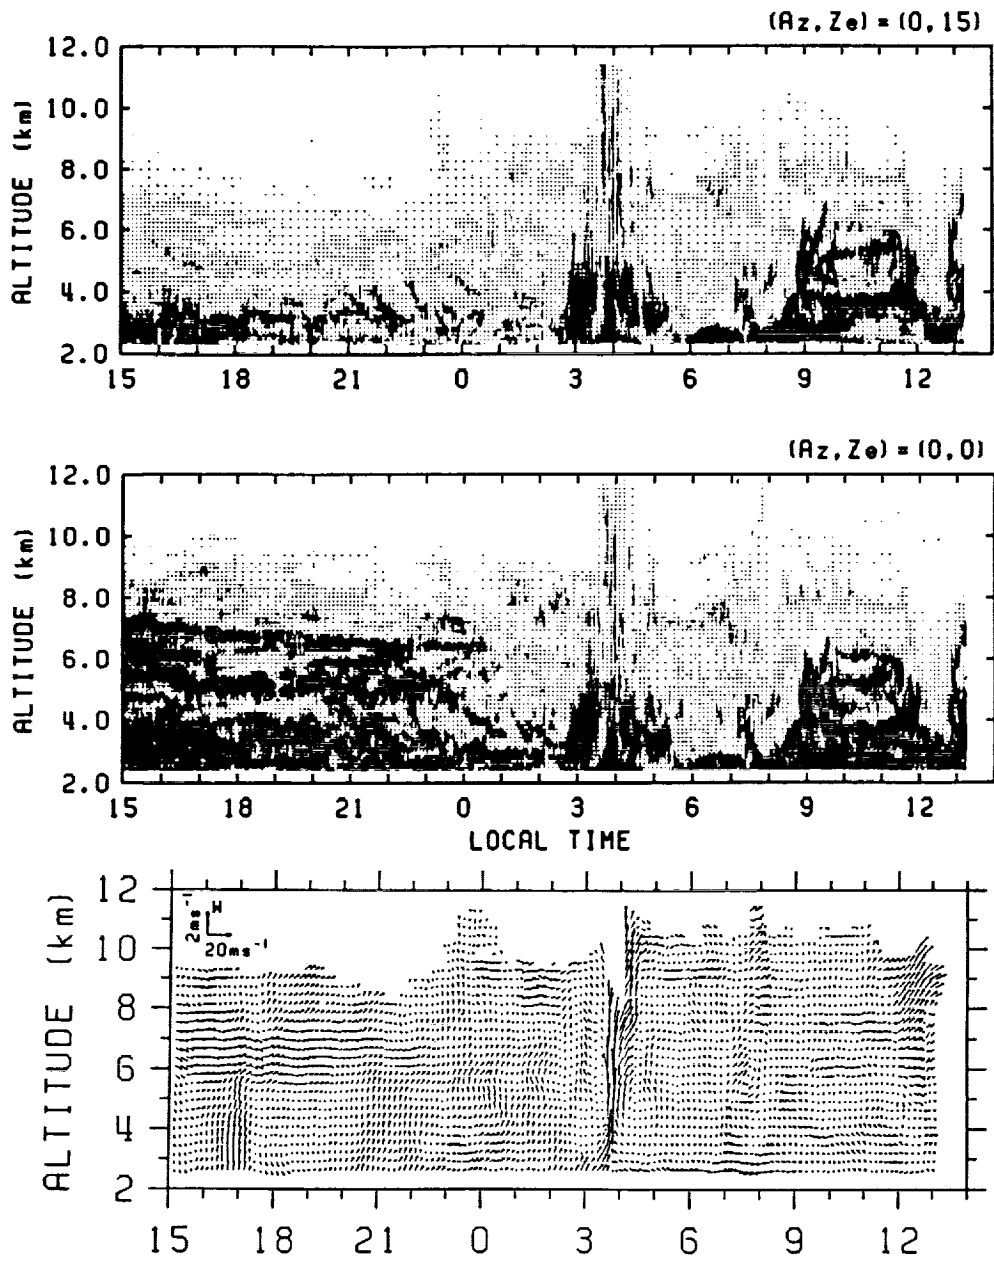 (Az,Ze) = (0,15)
12.0
10.0
8.0
6.0
4.0
2.0
ALTITUDE (km)
15 18 21 0 3 6 9 12
(Az,Ze) = (0,0)
12.0
10.0
8.0
6.0
4.0
2.0
ALTITUDE (km)
15 18 21 0 3 6 9 12
LOCAL TIME
12
10
8
6
4
2
ALTITUDE (km)
2ms⁻¹
W
20ms⁻¹
15 18 21 0 3 6 9 12